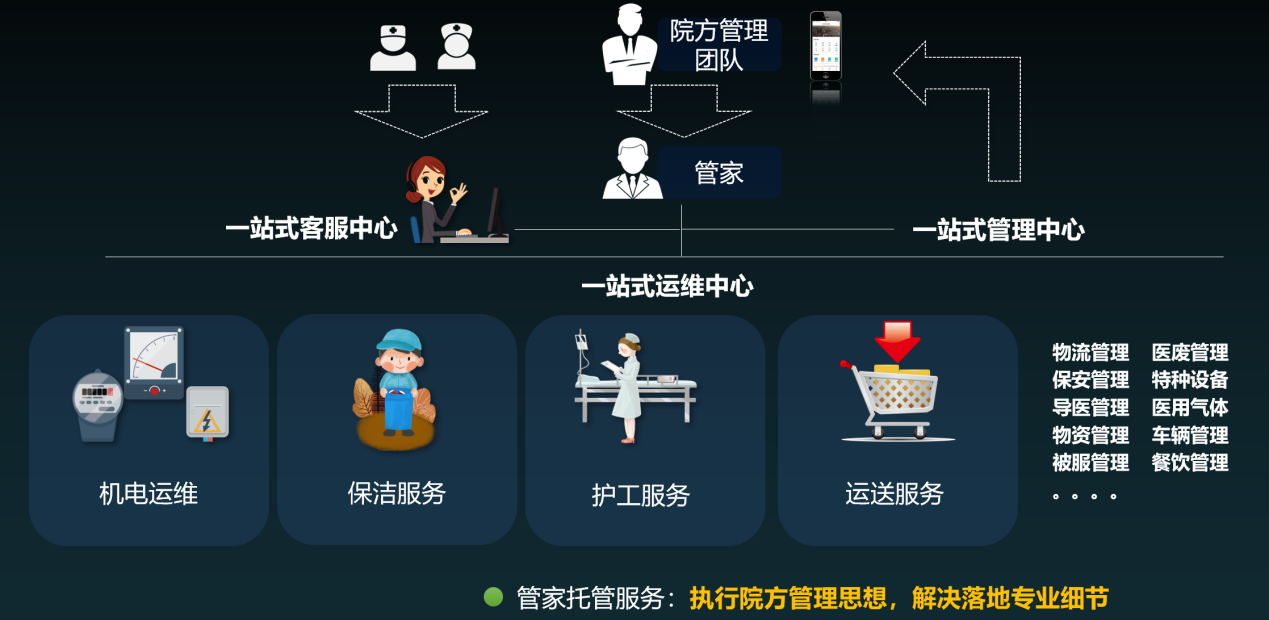 院方管理
团队
管家
一站式客服中心
一站式管理中心
一站式运维中心
机电运维
保洁服务
护工服务
运送服务
物流管理 医废管理
保安管理 特种设备
导医管理 医用气体
物资管理 车辆管理
被服管理 餐饮管理
。。。。
管家托管服务：执行院方管理思想，解决落地专业细节